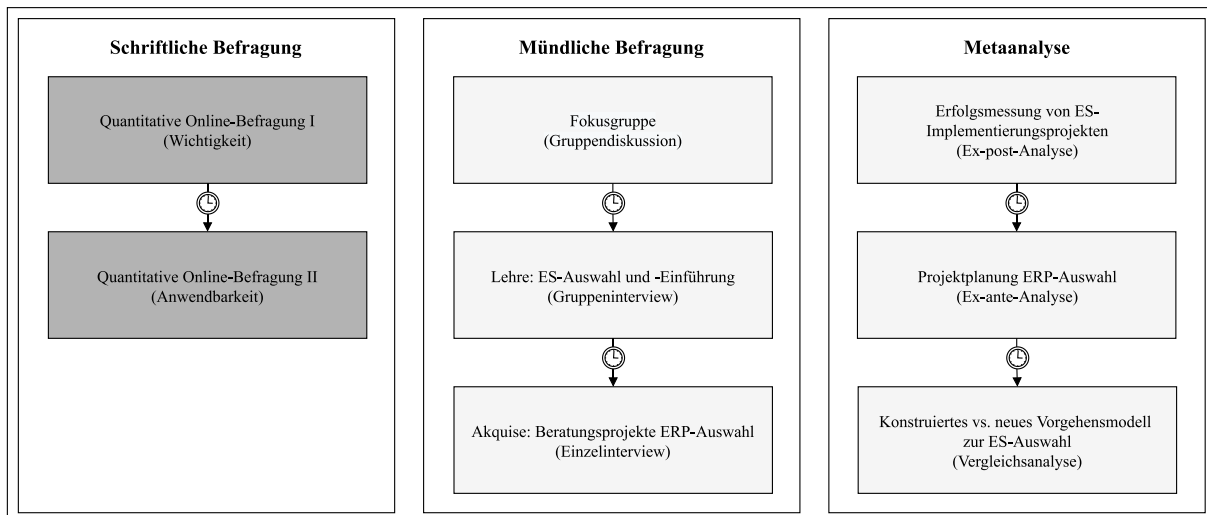 Schriftliche Befragung
Quantitative Online-Befragung I
(Wichtigkeit)
Quantitative Online-Befragung II
(Anwendbarkeit)
Mündliche Befragung
Fokusgruppe
(Gruppendiskussion)
Lehre: ES-Auswahl und -Einführung
(Gruppeninterview)
Akquise: Beratungsprojekte ERP-Auswahl
(Einzelinterview)
Metaanalyse
Erfolgsmessung von ES-
Implementierungsprojekten
(Ex-post-Analyse)
Projektplanung ERP-Auswahl
(Ex-ante-Analyse)
Konstruiertes vs. neues Vorgehensmodell
zur ES-Auswahl
(Vergleichsanalyse)